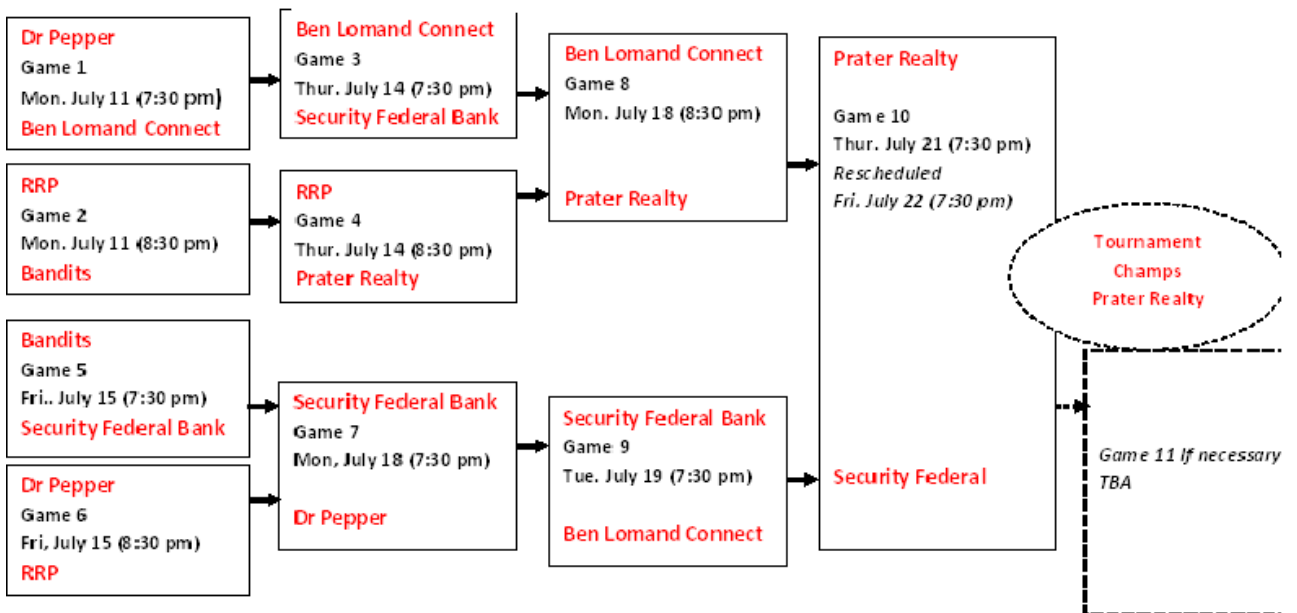 Dr Pepper
Game 1
Mon. July 11 (7:30 pm)
Ben Lomand Connect
RRP
Game 2
Mon. July 11 (8:30 pm)
Bandits
Bandits
Game 5
Fri.. July 15 (7:30 pm)
Security Federal Bank
Dr Pepper
Game 6
Fri, July 15 (8:30 pm)
RRP
Ben Lomand Connect
Game 3
Thur. July 14 (7:30 pm)
Security Federal Bank
RRP
Game 4
Thur. July 14 (8:30 pm)
Prater Realty
Security Federal Bank
Game 7
Mon, July 18 (7:30 pm)
Dr Pepper
Ben Lomand Connect
Game 8
Mon. July 18 (8:30 pm)
Prater Realty
Security Federal Bank
Game 9
Tue. July 19 (7:30 pm)
Ben Lomand Connect
Prater Realty
Game 10
Thur. July 21 (7:30 pm)
Rescheduled
Fri. July 22 (7:30 pm)
Security Federal
Tournament
Champs
Prater Realty
Game 11 If necessary
TBA